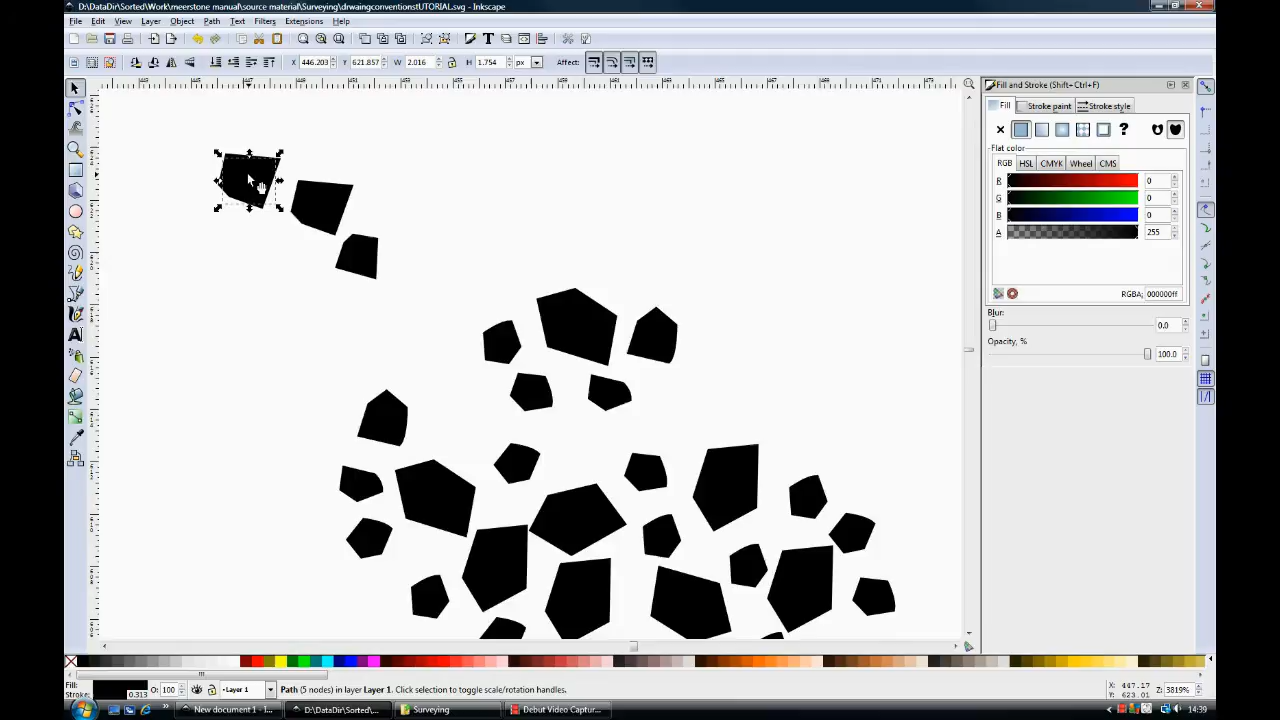 D:\DataDir\Sorted\Work\meerstone manual\source material\Surveying\drwaingconventionstUTORIAL.svg - Inkscape
File Edit View Layer Object Path Text Filters Extensions Help
X 446.203 Y 621.857 W 2.016 H 1.754 px Affect:
Fill and Stroke (Shift+Ctrl+F)
Fill Stroke paint Stroke style
Flat color
RGB HSL CMYK Wheel CMS
R 0
G 0
B 0
A 255
RGBA: 000000ff
Blur:
0.0
Opacity, %
100.0
Fill:
Stroke: 0.313 O: 100 Layer 1 Path (5 nodes) in layer Layer 1. Click selection to toggle scale/rotation handles.
X: 447.17
Y: 623.01
Z: 3819%
New document 1 - I... D:\DataDir\Sorted\... Surveying Debut Video Captur... 14:39